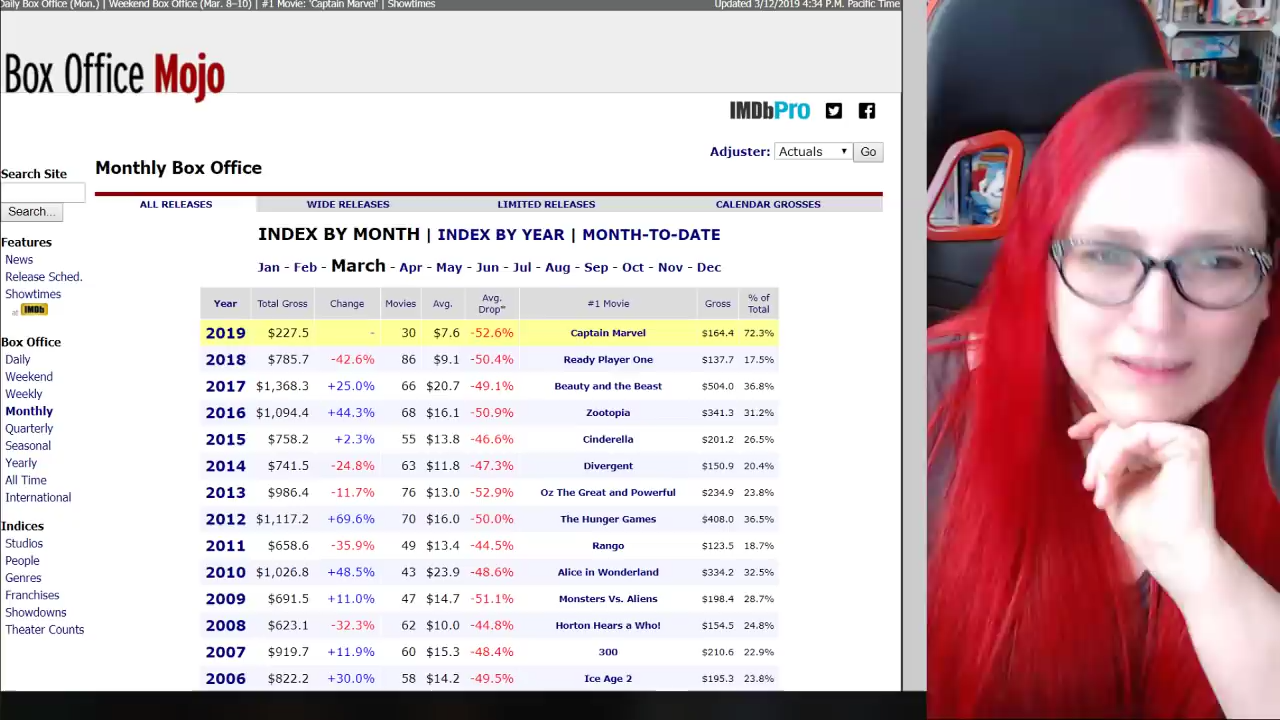 Daily Box Office (Mon.) | Weekend Box Office (Mar. 8–10) | #1 Movie: 'Captain Marvel' | Showtimes Updated 3/12/2019 4:34 P.M. Pacific Time
Box Office Mojo
IMDbPro
Adjuster: Actuals Go
Monthly Box Office
Search Site
Search...
ALL RELEASES WIDE RELEASES LIMITED RELEASES CALENDAR GROSSES
INDEX BY MONTH | INDEX BY YEAR | MONTH-TO-DATE
Jan - Feb - March - Apr - May - Jun - Jul - Aug - Sep - Oct - Nov - Dec
Features
News
Release Sched.
Showtimes
at IMDb
Box Office
Daily
Weekend
Weekly
Monthly
Quarterly
Seasonal
Yearly
All Time
International
Indices
Studios
People
Genres
Franchises
Showdowns
Theater Counts
Year Total Gross Change Movies Avg. Avg. Drop* #1 Movie Gross % of Total
2019 $227.5 - 30 $7.6 -52.6% Captain Marvel $164.4 72.3%
2018 $785.7 -42.6% 86 $9.1 -50.4% Ready Player One $137.7 17.5%
2017 $1,368.3 +25.0% 66 $20.7 -49.1% Beauty and the Beast $504.0 36.8%
2016 $1,094.4 +44.3% 68 $16.1 -50.9% Zootopia $341.3 31.2%
2015 $758.2 +2.3% 55 $13.8 -46.6% Cinderella $201.2 26.5%
2014 $741.5 -24.8% 63 $11.8 -47.3% Divergent $150.9 20.4%
2013 $986.4 -11.7% 76 $13.0 -52.9% Oz The Great and Powerful $234.9 23.8%
2012 $1,117.2 +69.6% 70 $16.0 -50.0% The Hunger Games $408.0 36.5%
2011 $658.6 -35.9% 49 $13.4 -44.5% Rango $123.5 18.7%
2010 $1,026.8 +48.5% 43 $23.9 -48.6% Alice in Wonderland $334.2 32.5%
2009 $691.5 +11.0% 47 $14.7 -51.1% Monsters Vs. Aliens $198.4 28.7%
2008 $623.1 -32.3% 62 $10.0 -44.8% Horton Hears a Who! $154.5 24.8%
2007 $919.7 +11.9% 60 $15.3 -48.4% 300 $210.6 22.9%
2006 $822.2 +30.0% 58 $14.2 -49.5% Ice Age 2 $195.3 23.8%